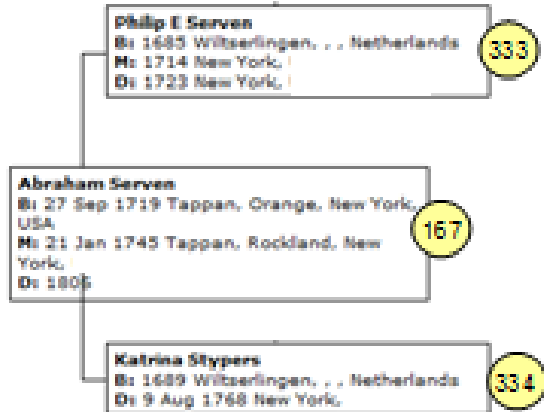 Philip E Serven
B: 1685 Wiltserlingen, , , Netherlands
M: 1714 New York,
D: 1723 New York,
333
Abraham Serven
B: 27 Sep 1719 Tappan, Orange, New York,
USA
M: 21 Jan 1745 Tappan, Rockland, New
York,
D: 1806
167
Katrina Stypers
B: 1689 Wiltserlingen, , , Netherlands
D: 9 Aug 1768 New York,
334